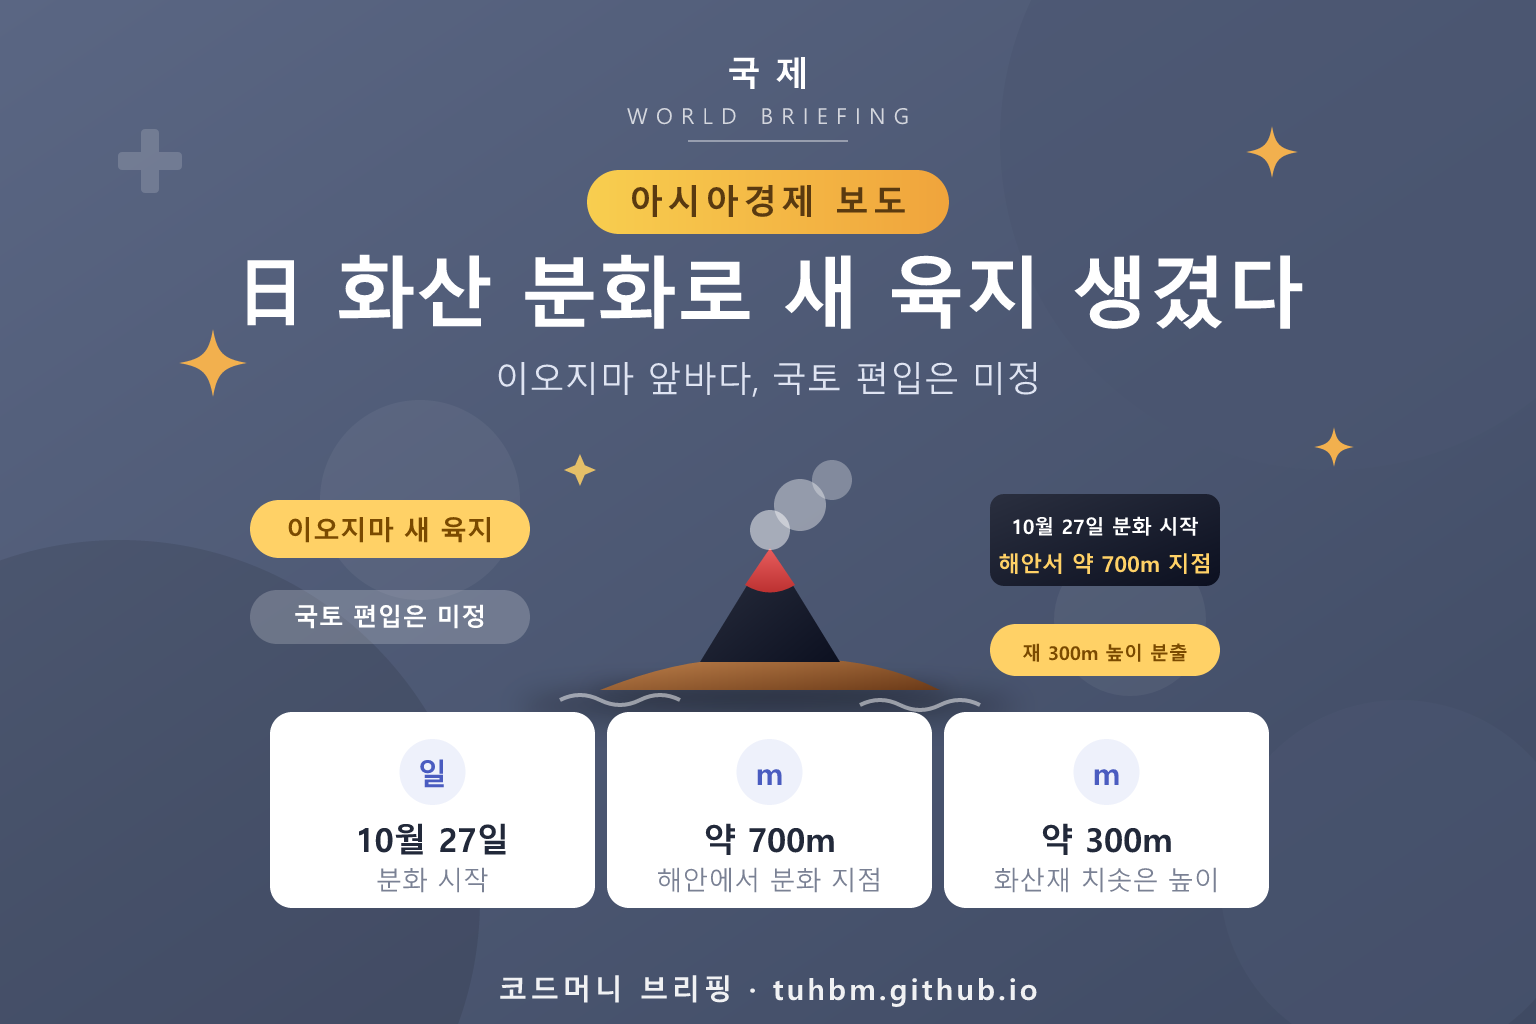 국제
WORLD BRIEFING
아시아경제 보도
日 화산 분화로 새 육지 생겼다
이오지마 앞바다, 국토 편입은 미정
이오지마 새 육지
국토 편입은 미정
10월 27일 분화 시작
해안서 약 700m 지점
재 300m 높이 분출
일
10월 27일
분화 시작
m
약 700m
해안에서 분화 지점
m
약 300m
화산재 치솟은 높이
코드머니 브리핑 · tuhbm.github.io